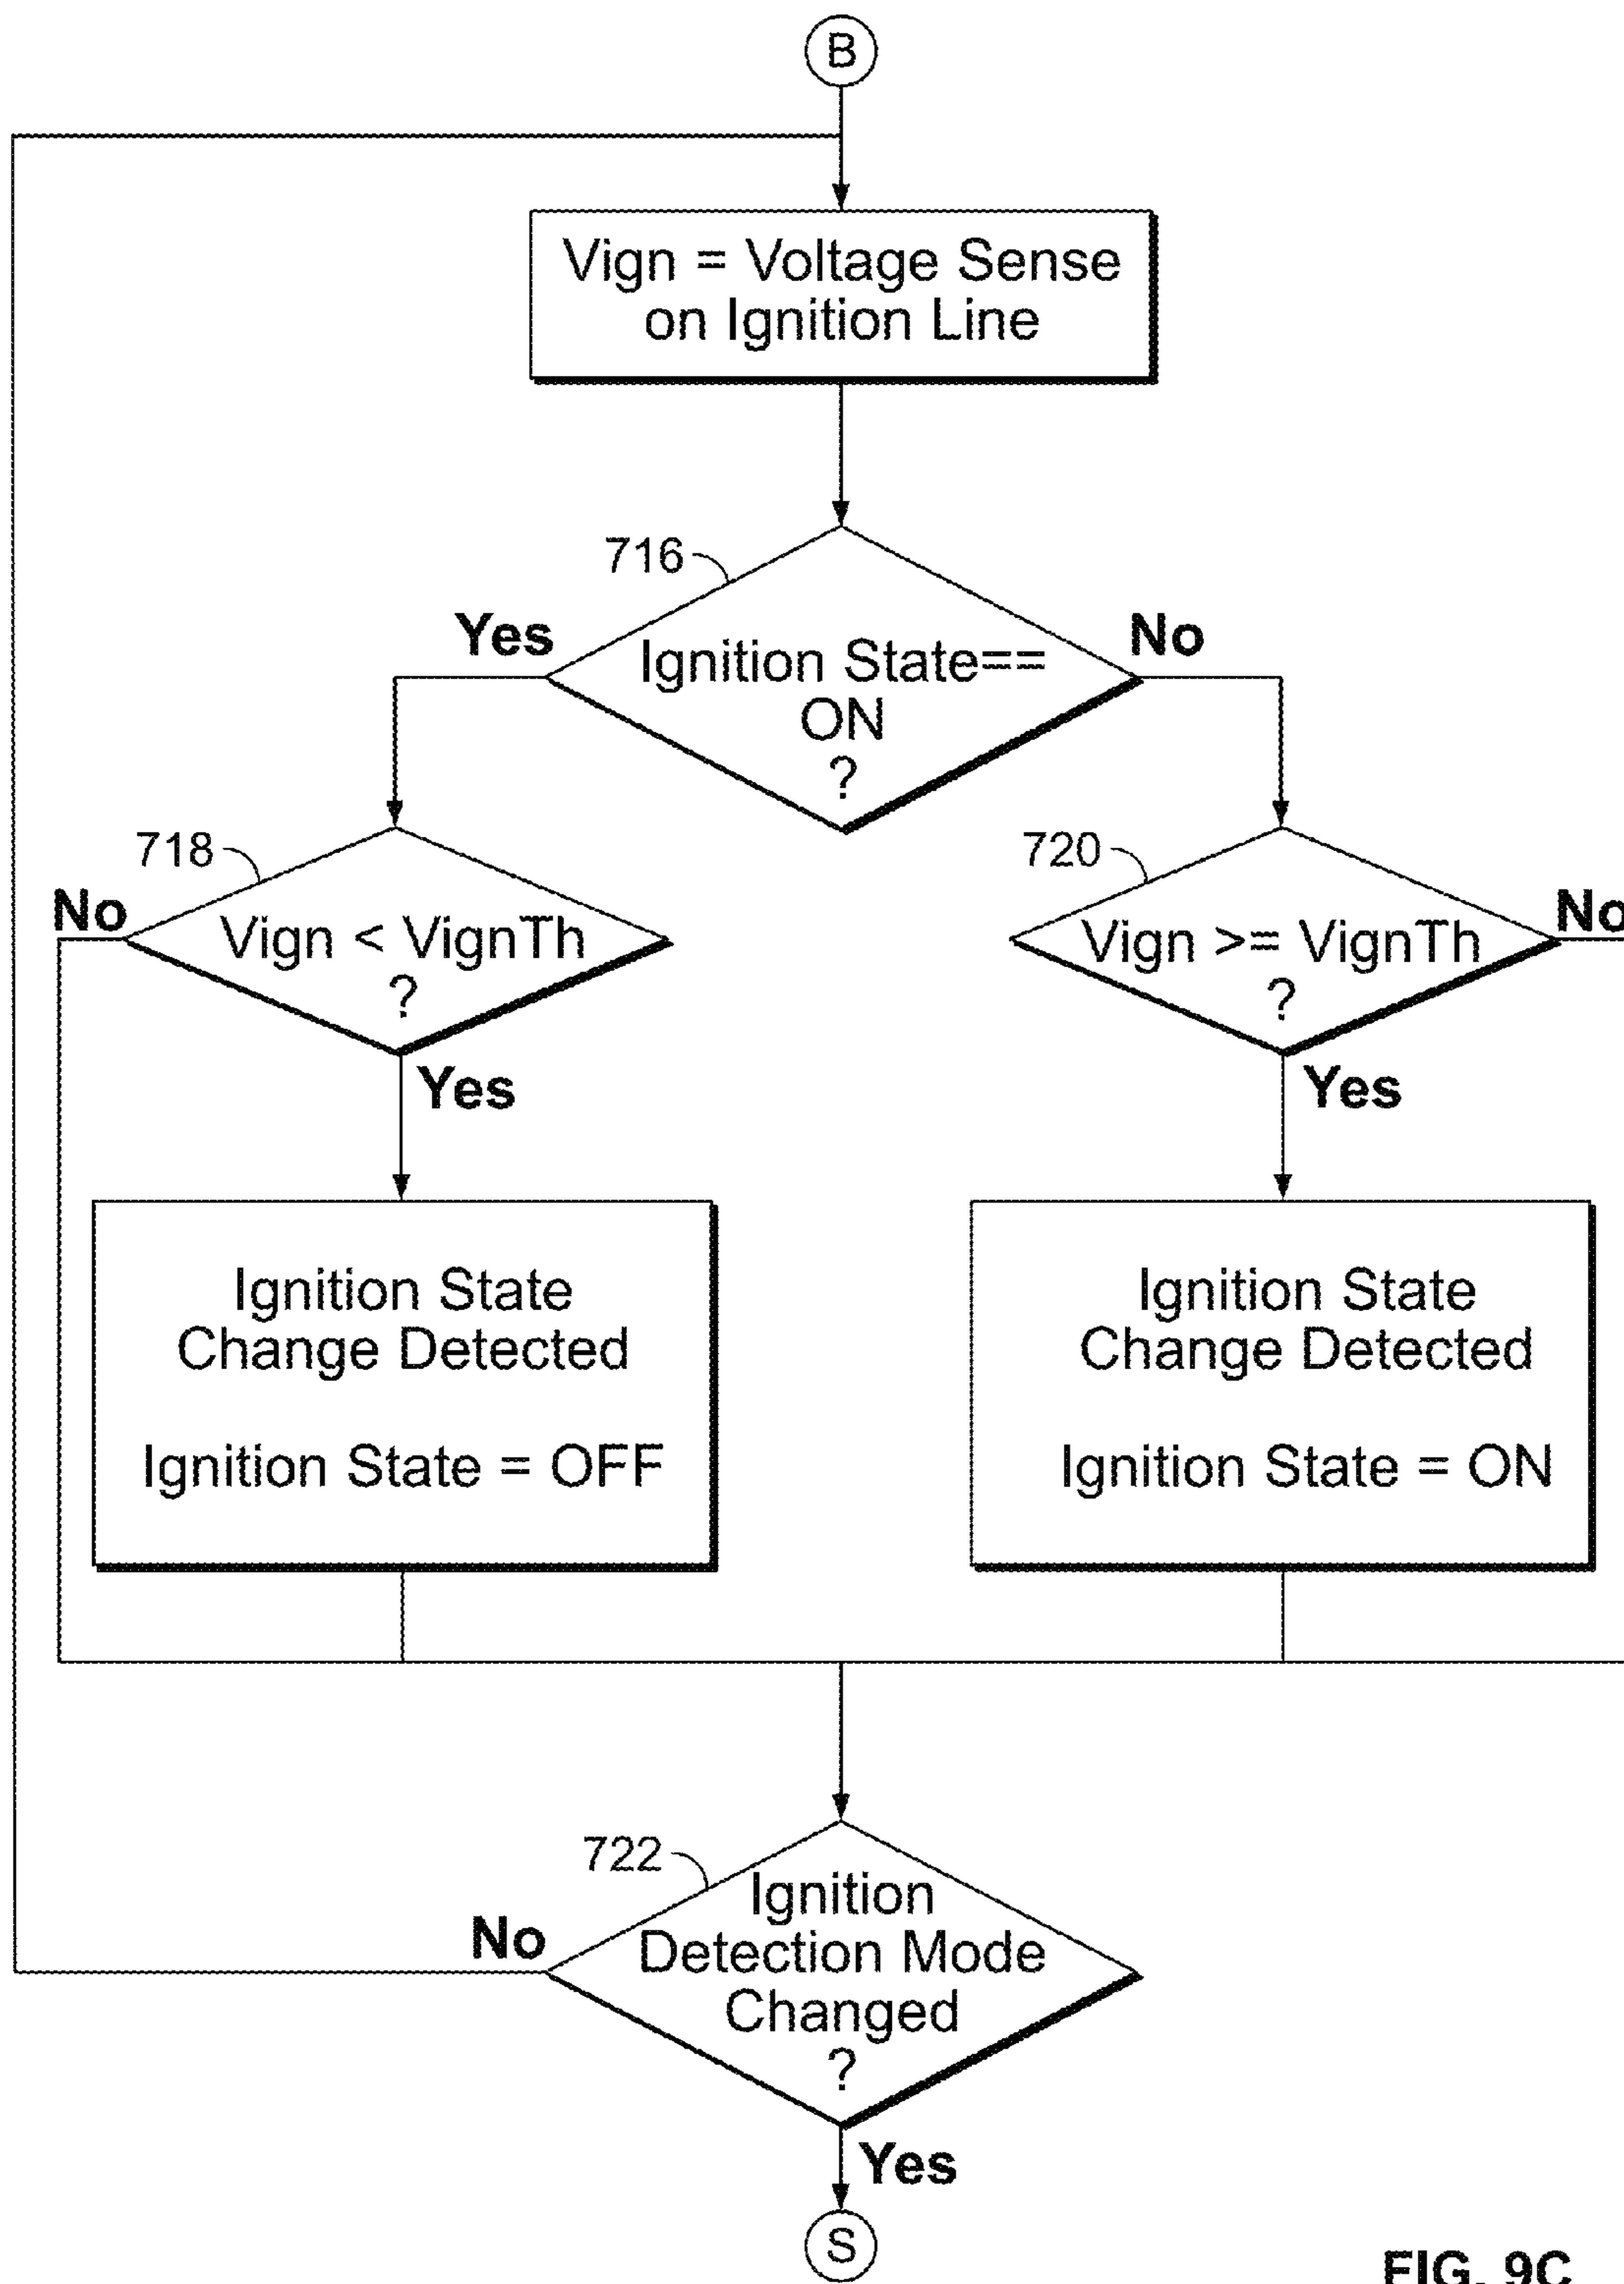 B
Vign = Voltage Sense
on Ignition Line
716
Yes
No
Ignition State==
ON
?
718
720
No
Vign < VignTh
?
No
Vign >= VignTh
?
Yes
Yes
Ignition State
Change Detected
Ignition State = OFF
Ignition State
Change Detected
Ignition State = ON
722
No
Ignition
Detection Mode
Changed
?
Yes
S
FIG. 9C